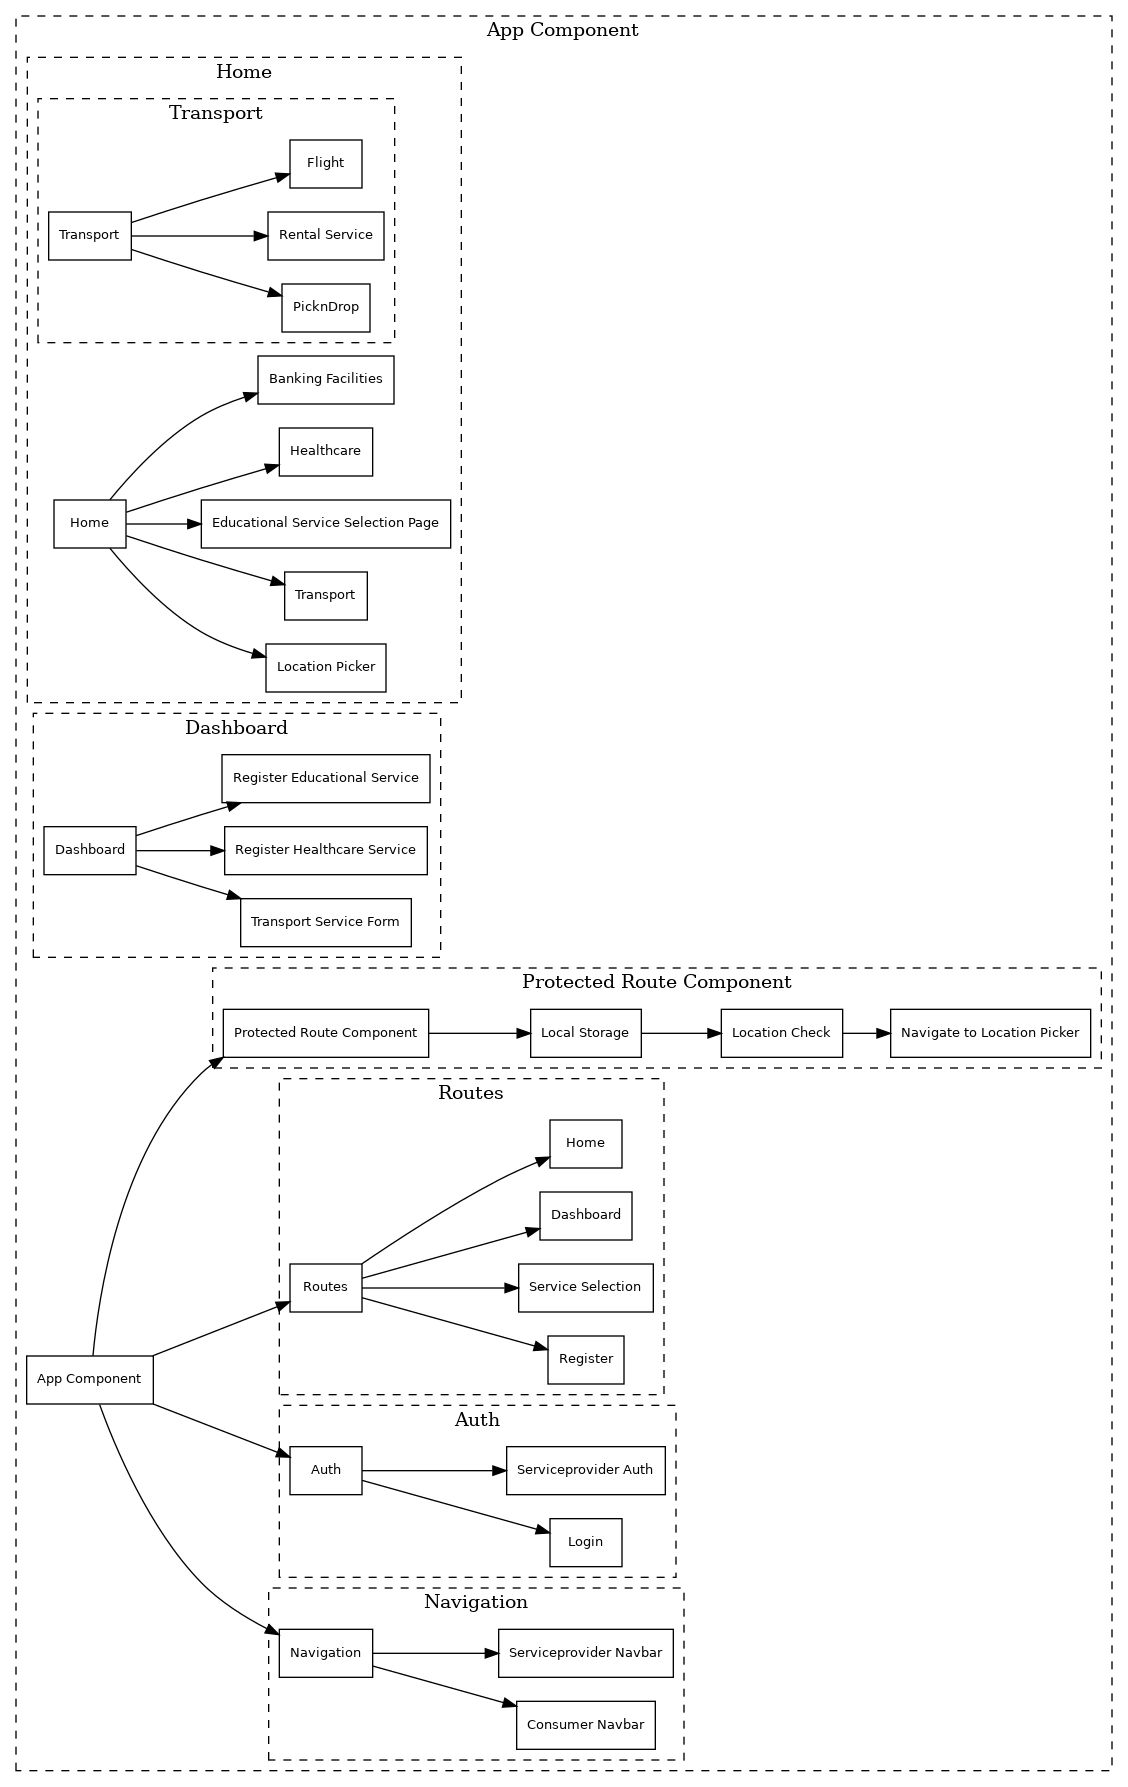 App Component
Home
Transport
Flight
Transport
Rental Service
PicknDrop
Banking Facilities
Healthcare
Home
Educational Service Selection Page
Transport
Location Picker
Dashboard
Register Educational Service
Dashboard
Register Healthcare Service
Transport Service Form
Protected Route Component
Protected Route Component
Local Storage
Location Check
Navigate to Location Picker
Routes
Home
Dashboard
Routes
Service Selection
Register
App Component
Auth
Auth
Serviceprovider Auth
Login
Navigation
Navigation
Serviceprovider Navbar
Consumer Navbar